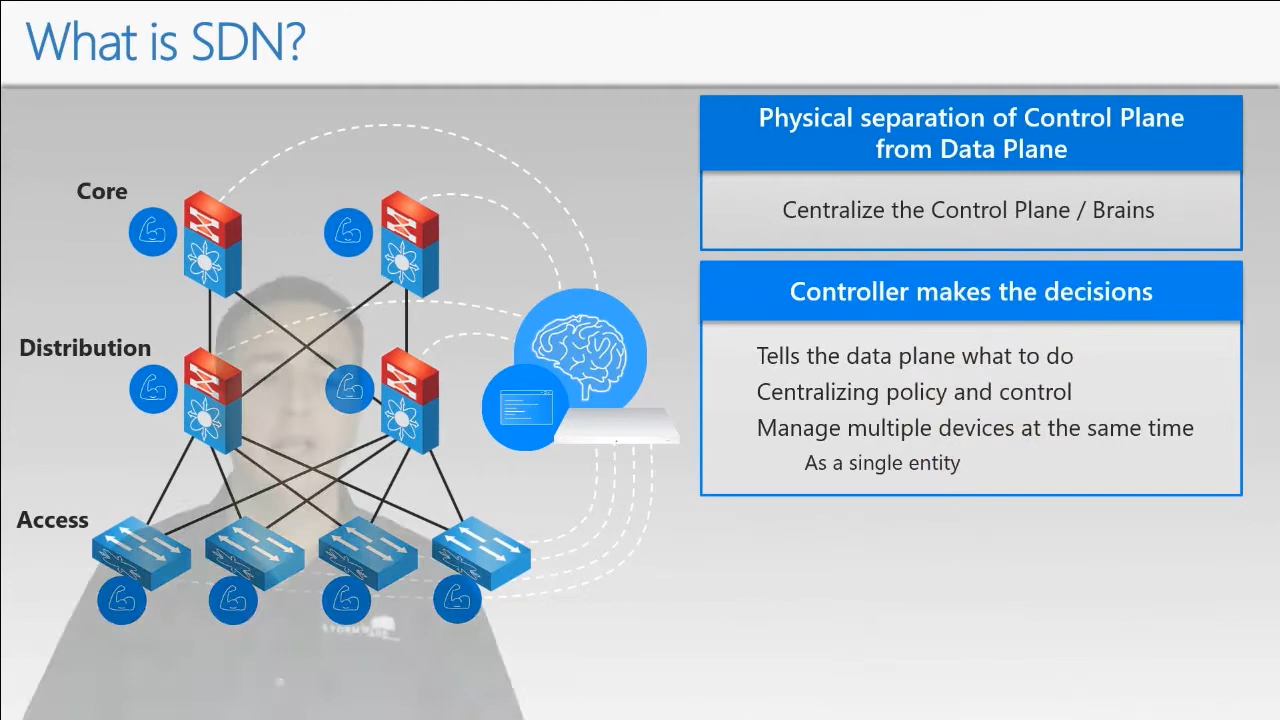 What is SDN?
Core
Distribution
Access
Physical separation of Control Plane
from Data Plane
Centralize the Control Plane / Brains
Controller makes the decisions
Tells the data plane what to do
Centralizing policy and control
Manage multiple devices at the same time
As a single entity